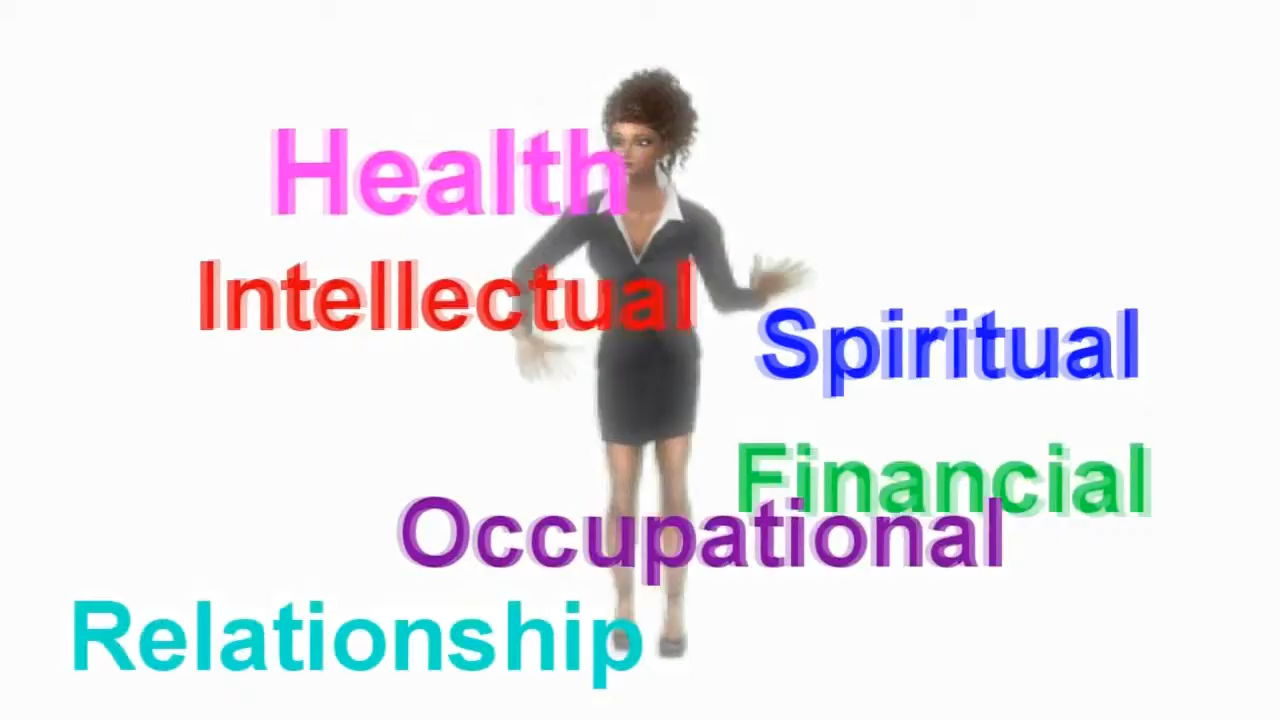 Health
Intellectual
Spiritual
Financial
Occupational
Relationship